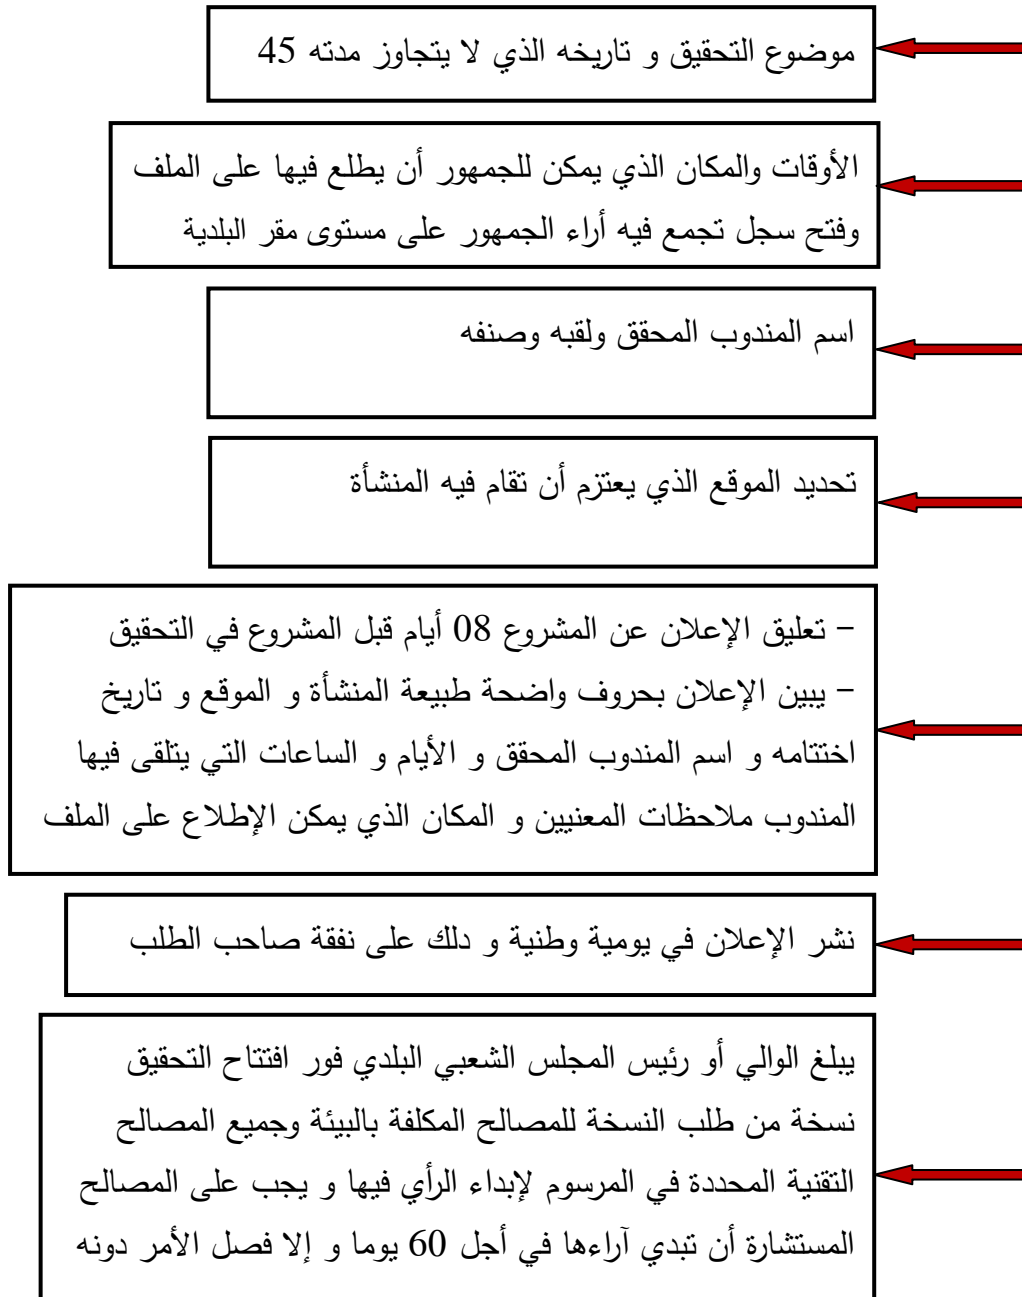 موضوع التحقيق و تاريخه الذي لا يتجاوز مدته 45
الأوقات والمكان الذي يمكن للجمهور أن يطلع فيها على الملف
وفتح سجل تجمع فيه أراء الجمهور على مستوى مقر البلدية
اسم المندوب المحقق ولقبه وصنفه
تحديد الموقع الذي يعتزم أن تقام فيه المنشأة
– تعليق الإعلان عن المشروع 08 أيام قبل المشروع في التحقيق
– يبين الإعلان بحروف واضحة طبيعة المنشأة و الموقع و تاريخ
اختتامه و اسم المندوب المحقق و الأيام و الساعات التي يتلقى فيها
المندوب ملاحظات المعنيين و المكان الذي يمكن الإطلاع على الملف
نشر الإعلان في يومية وطنية و دلك على نفقة صاحب الطلب
يبلغ الوالي أو رئيس المجلس الشعبي البلدي فور افتتاح التحقيق
نسخة من طلب النسخة للمصالح المكلفة بالبيئة وجميع المصالح
التقنية المحددة في المرسوم لإبداء الرأي فيها و يجب على المصالح
المستشارة أن تبدي آراءها في أجل 60 يوما و إلا فصل الأمر دونه